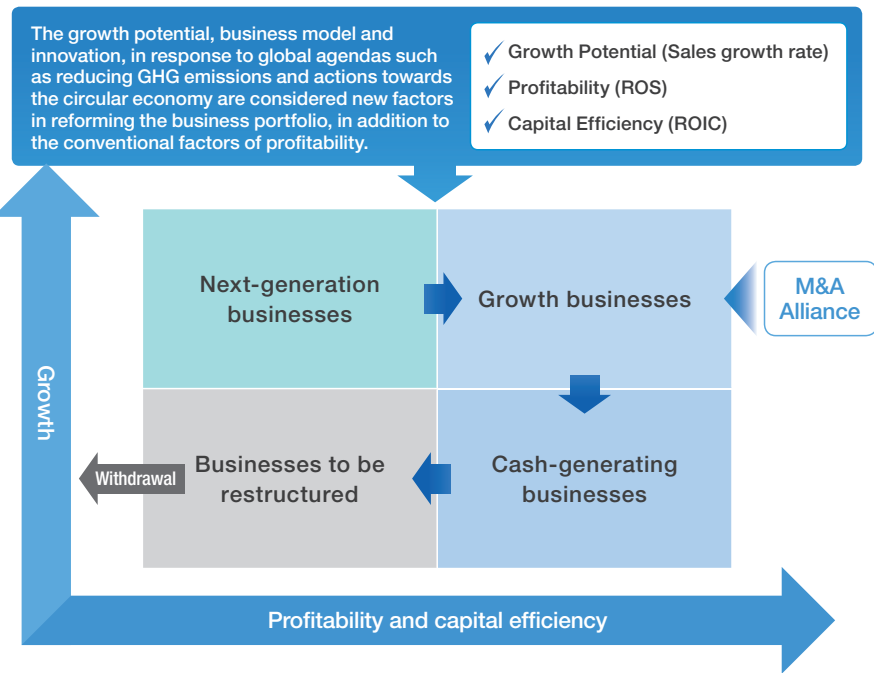 The growth potential, business model and
innovation, in response to global agendas such
as reducing GHG emissions and actions towards
the circular economy are considered new factors
in reforming the business portfolio, in addition to
the conventional factors of profitability.
Growth Potential (Sales growth rate)
Profitability (ROS)
Capital Efficiency (ROIC)
Next-generation
businesses
Growth businesses
M&A
Alliance
Growth
Withdrawal
Businesses to be
restructured
Cash-generating
businesses
Profitability and capital efficiency